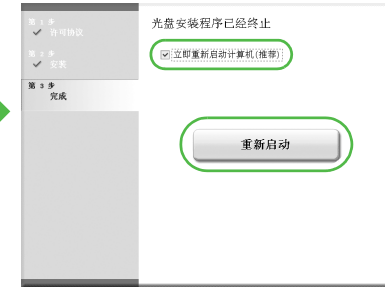 第 1 步
许可协议
第 2 步
安装
第 3 步
完成
光盘安装程序已经终止
立即重新启动计算机(推荐)
重新启动